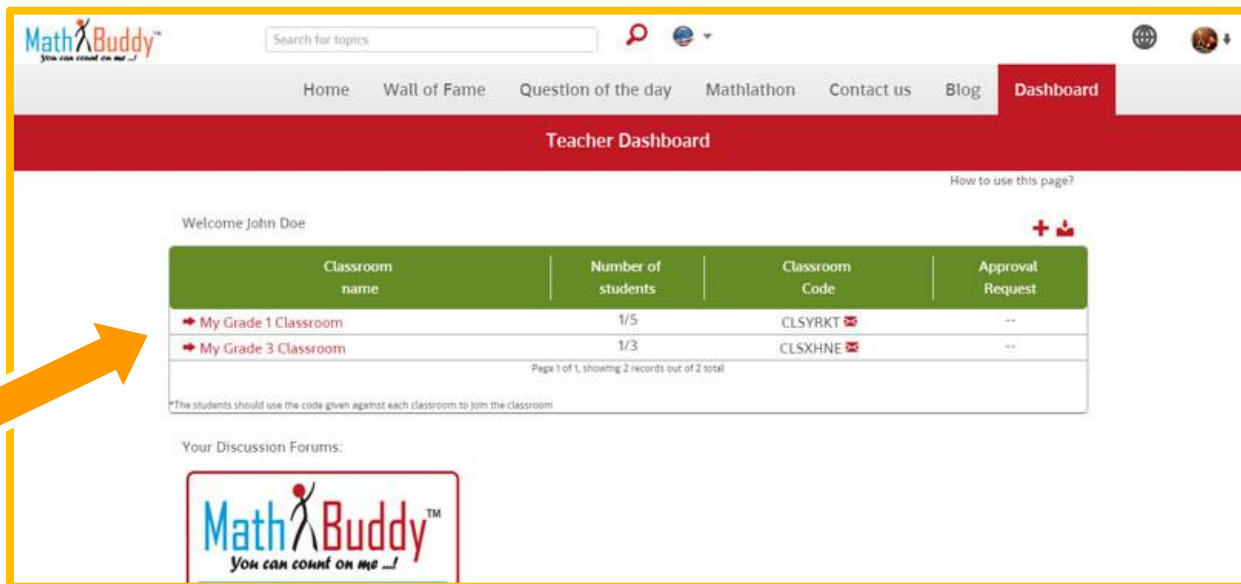 Math Buddy™
You can count on me ...!
Search for topics
Home Wall of Fame Question of the day Mathlathon Contact us Blog Dashboard
Teacher Dashboard
How to use this page?
Welcome John Doe
Classroom name Number of students Classroom Code Approval Request
My Grade 1 Classroom 1/5 CLSYRKT --
My Grade 3 Classroom 1/3 CLSXHNE --
Page 1 of 1, showing 2 records out of 2 total
*The students should use the code given against each classroom to join the classroom
Your Discussion Forums:
Math Buddy™
You can count on me ...!